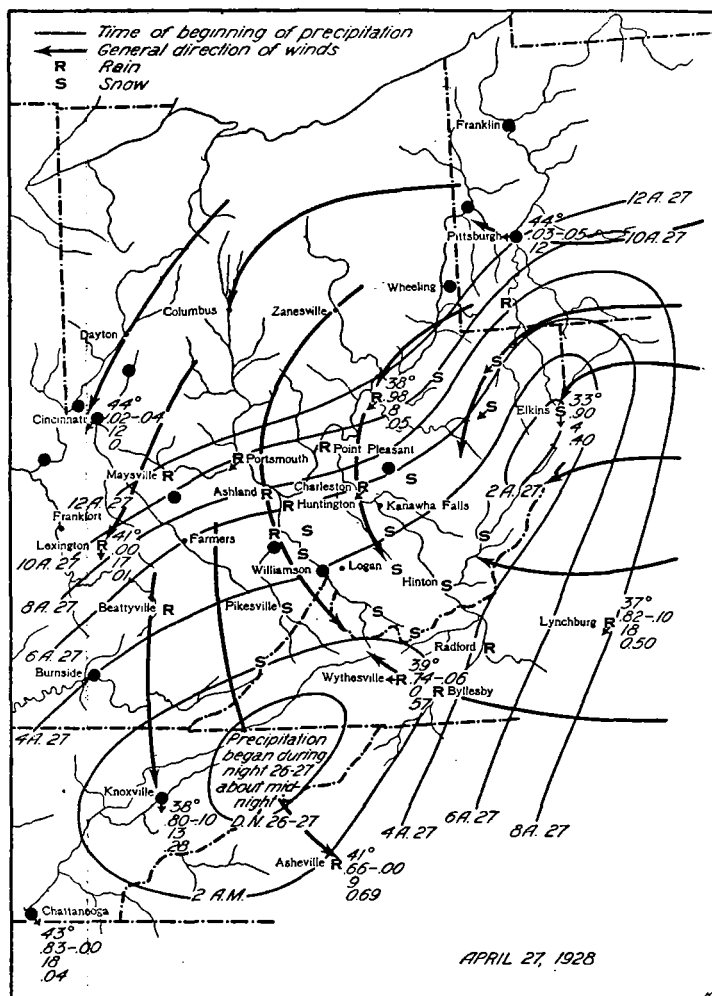 Time of beginning of precipitation
General direction of winds
R Rain
S Snow
Franklin
12 A. 27
Pittsburgh
44°
.03-.05
12
10 A. 27
Wheeling
R
Columbus
Zanesville
Dayton
S
S
38°
R .98
8
.05
S
Elkins
33°
S .90
4
.40
Cincinnati
44°
.02-.04
12
0
Portsmouth
R
R Point Pleasant
Maysville R
12 A. 27
Ashland R
R Huntington
Charleston R
S
Kanawha Falls
2 A. 27
Frankfort
Lexington R
41°
.00
17
.01
Farmers
R
S
S
S
S
S
10 A. 27
8 A. 27
Williamson
Logan
S
Hinton S
Beattyville R
Pikesville S
S
S
37°
Lynchburg R .82-.10
18
0.50
6 A. 27
Burnside
S
Radford R
Wythesville R
39°
.74-.06
0
57
R Byllesby
4 A. 27
Precipitation
began during
night 26-27
about mid-
night
D.N. 26-27
Knoxville
38°
.80-.10
13
.28
4 A. 27
6 A. 27
8 A. 27
Asheville R
41°
.66-.00
9
0.69
2 A.M.
Chattanooga
43°
.83-.00
18
.04
APRIL 27, 1928